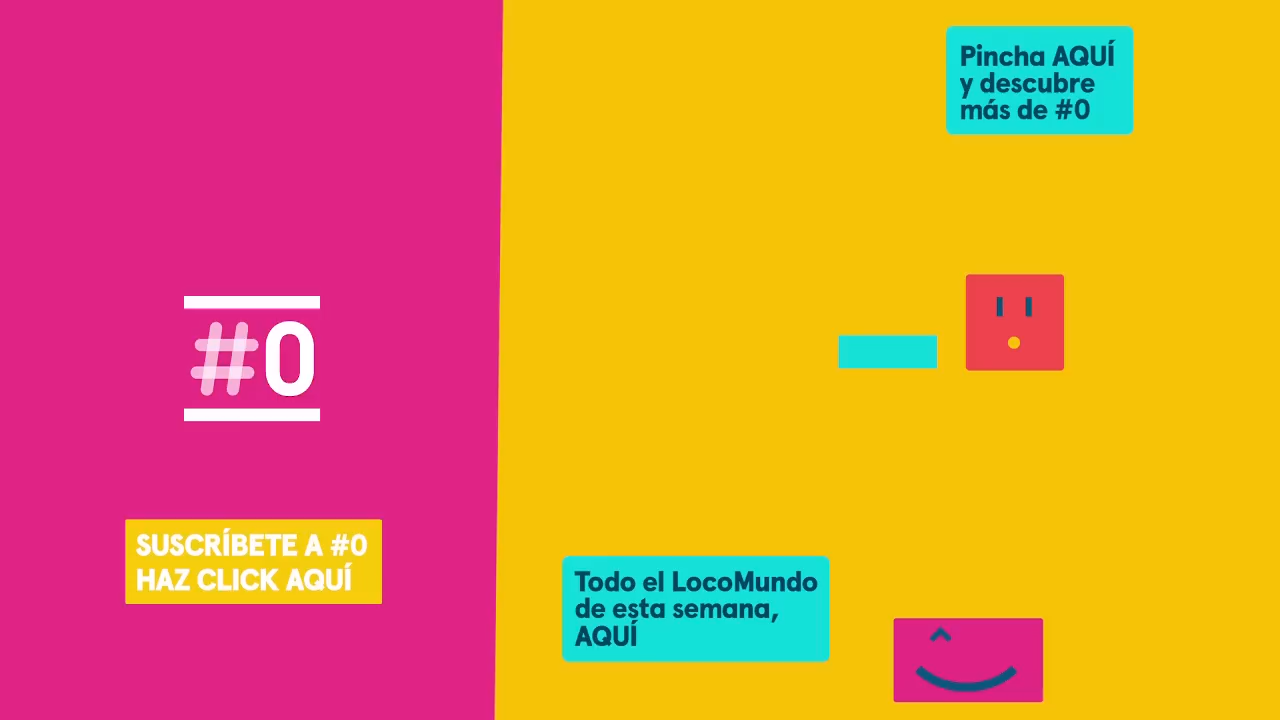 #0
SUSCRÍBETE A #0
HAZ CLICK AQUÍ
Pincha AQUÍ
y descubre
más de #0
Todo el LocoMundo
de esta semana,
AQUÍ